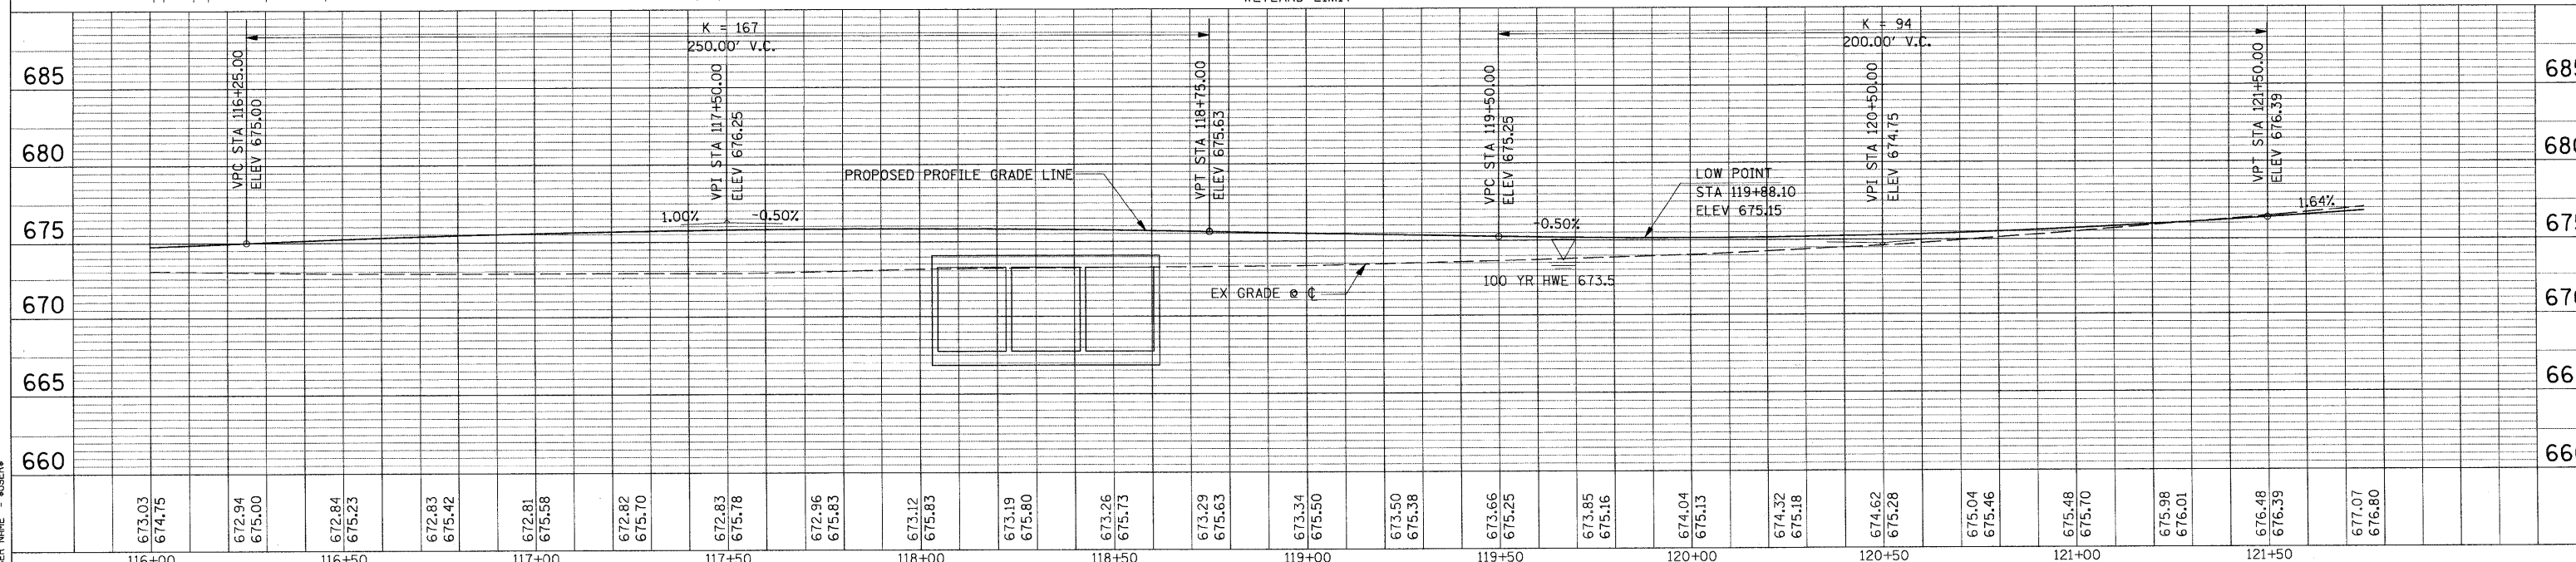 K = 167
250.00' V.C.
K = 94
200.00' V.C.
VPC STA 116+25.00
ELEV 675.00
VPI STA 117+50.00
ELEV 676.25
VPT STA 118+75.00
ELEV 675.63
VPC STA 119+50.00
ELEV 675.25
VPI STA 120+50.00
ELEV 674.75
VPT STA 121+50.00
ELEV 676.39
685
680
675
670
665
660
PROPOSED PROFILE GRADE LINE
LOW POINT
STA 119+88.10
ELEV 675.15
1.00% -0.50%
-0.50%
1.64%
100 YR HWE 673.5
EX GRADE @ ℄
673.03
674.75
672.94
675.00
672.84
675.23
672.83
675.42
672.81
675.58
672.82
675.70
672.83
675.78
672.96
675.83
673.12
675.83
673.19
675.80
673.26
675.73
673.29
675.63
673.34
675.50
673.50
675.38
673.66
675.25
673.85
675.16
674.04
675.13
674.32
675.18
674.62
675.28
675.04
675.46
675.48
675.70
675.98
676.01
676.48
676.39
677.07
676.80
116+00 116+50 117+00 117+50 118+00 118+50 119+00 119+50 120+00 120+50 121+00 121+50